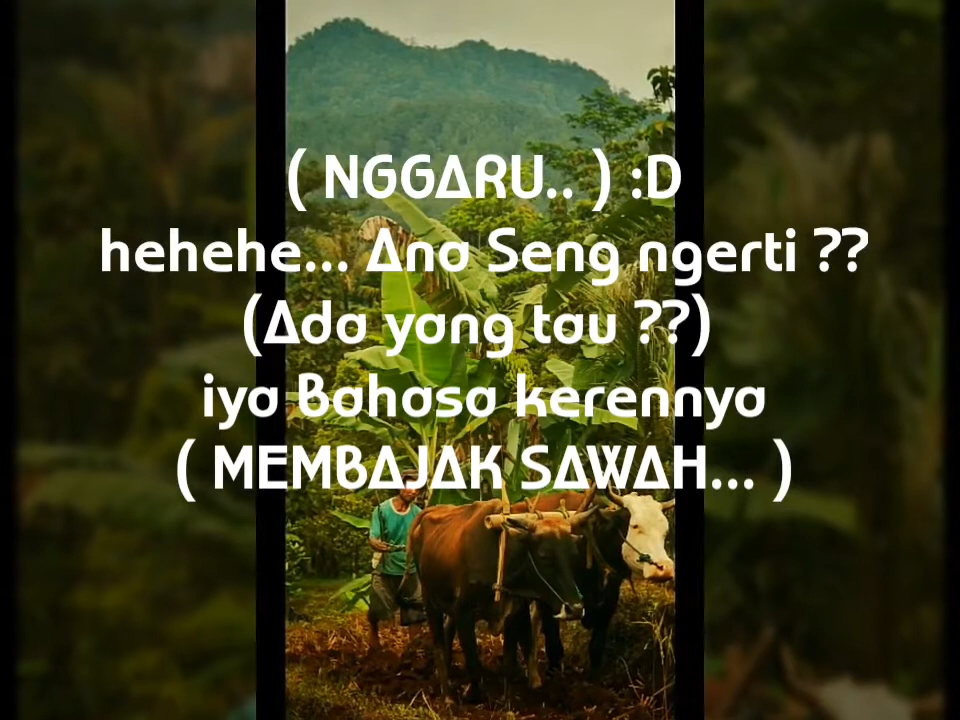 ( NGGARU.. ) :D
hehehe... Ana Seng ngerti ??
(Ada yang tau ??)
iya Bahasa kerennya
( MEMBAJAK SAWAH... )